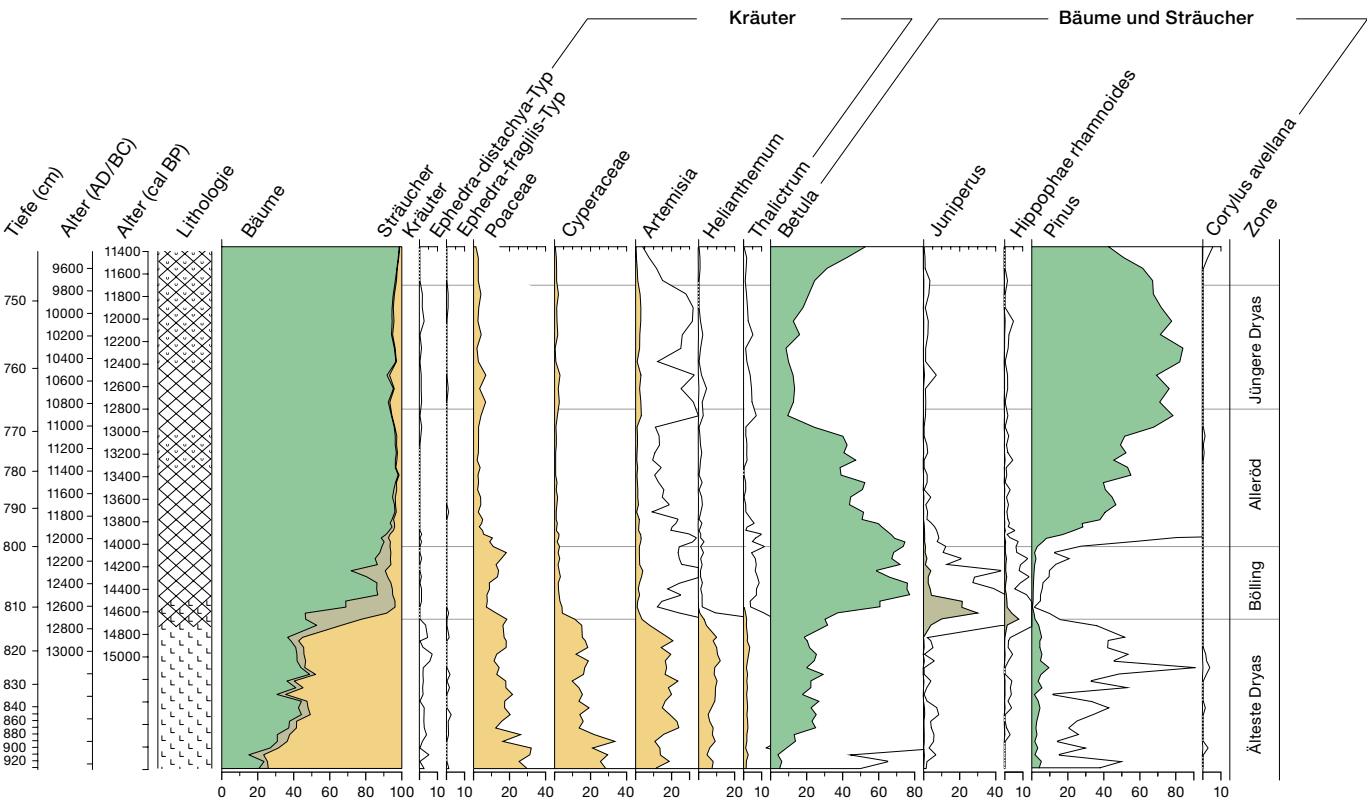 Kräuter
Bäume und Sträucher
Tiefe (cm)
Alter (AD/BC)
Alter (cal BP)
Lithologie
Bäume
Sträucher
Kräuter
Ephedra-distachya-Typ
Ephedra-fragilis-Typ
Poaceae
Cyperaceae
Artemisia
Helianthemum
Thalictrum
Betula
Juniperus
Hippophae rhamnoides
Pinus
Corylus avellana
Zone
750
760
770
780
790
800
810
820
830
840
860
880
900
920
9600
9800
10000
10200
10400
10600
10800
11000
11200
11400
11600
11800
12000
12200
12400
12600
12800
13000
11400
11600
11800
12000
12200
12400
12600
12800
13000
13200
13400
13600
13800
14000
14200
14400
14600
14800
15000
Jüngere Dryas
Alleröd
Bölling
Älteste Dryas
0 20 40 60 80 100 10 10 20 40 20 40 20 20 10 20 40 60 80 20 40 10 20 40 60 80 10